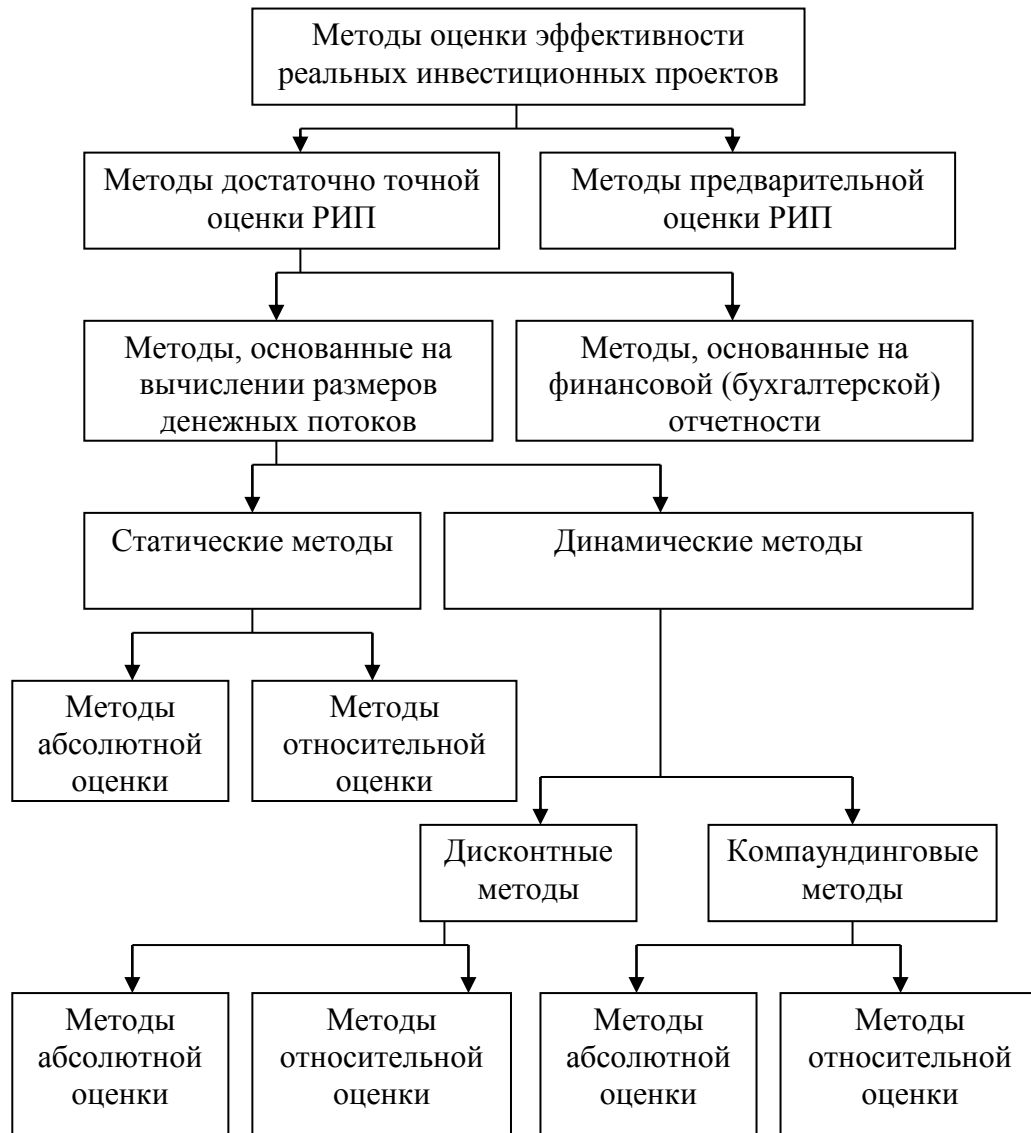 Методы оценки эффективности
реальных инвестиционных проектов
Методы достаточно точной
оценки РИП
Методы предварительной
оценки РИП
Методы, основанные на
вычислении размеров
денежных потоков
Методы, основанные на
финансовой (бухгалтерской)
отчетности
Статические методы
Динамические методы
Методы
абсолютной
оценки
Методы
относительной
оценки
Дисконтные
методы
Компаундинговые
методы
Методы
абсолютной
оценки
Методы
относительной
оценки
Методы
абсолютной
оценки
Методы
относительной
оценки